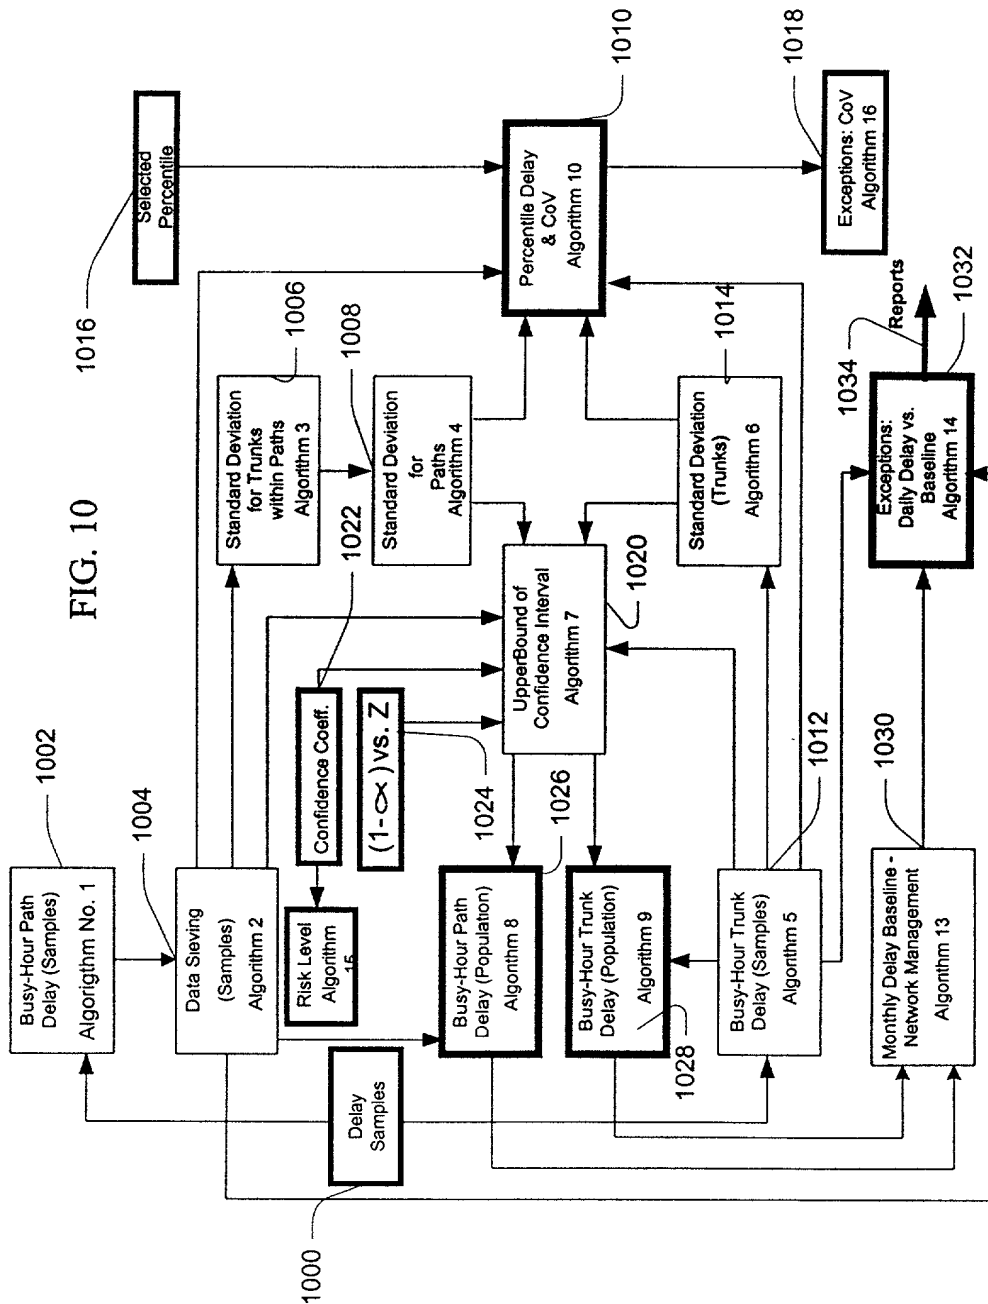 FIG. 10
1002
Busy-Hour Path
Delay (Samples)
Algorigthm No. 1
1004
Data Sieving
(Samples)
Algorithm 2
1000
Delay
Samples
Risk Level
Algorithm
15
Confidence Coeff.
1022
(1-α) vs. Z
1024
1016
Selected
Percentile
1006
Standard Deviation
for Trunks
within Paths
Algorithm 3
1008
Standard Deviation
for
Paths
Algorithm 4
1010
Percentile Delay
& CoV
Algorithm 10
1018
Exceptions: CoV
Algorithm 16
UpperBound of
Confidence Interval
Algorithm 7
1020
1026
Busy-Hour Path
Delay (Population)
Algorithm 8
Busy-Hour Trunk
Delay (Population)
Algorithm 9
1028
Standard Deviation
(Trunks)
Algorithm 6
1014
Busy-Hour Trunk
Delay (Samples)
Algorithm 5
1012
1030
Monthly Delay Baseline -
Network Management
Algorithm 13
Exceptions:
Daily Delay vs.
Baseline
Algorithm 14
1034
Reports
1032